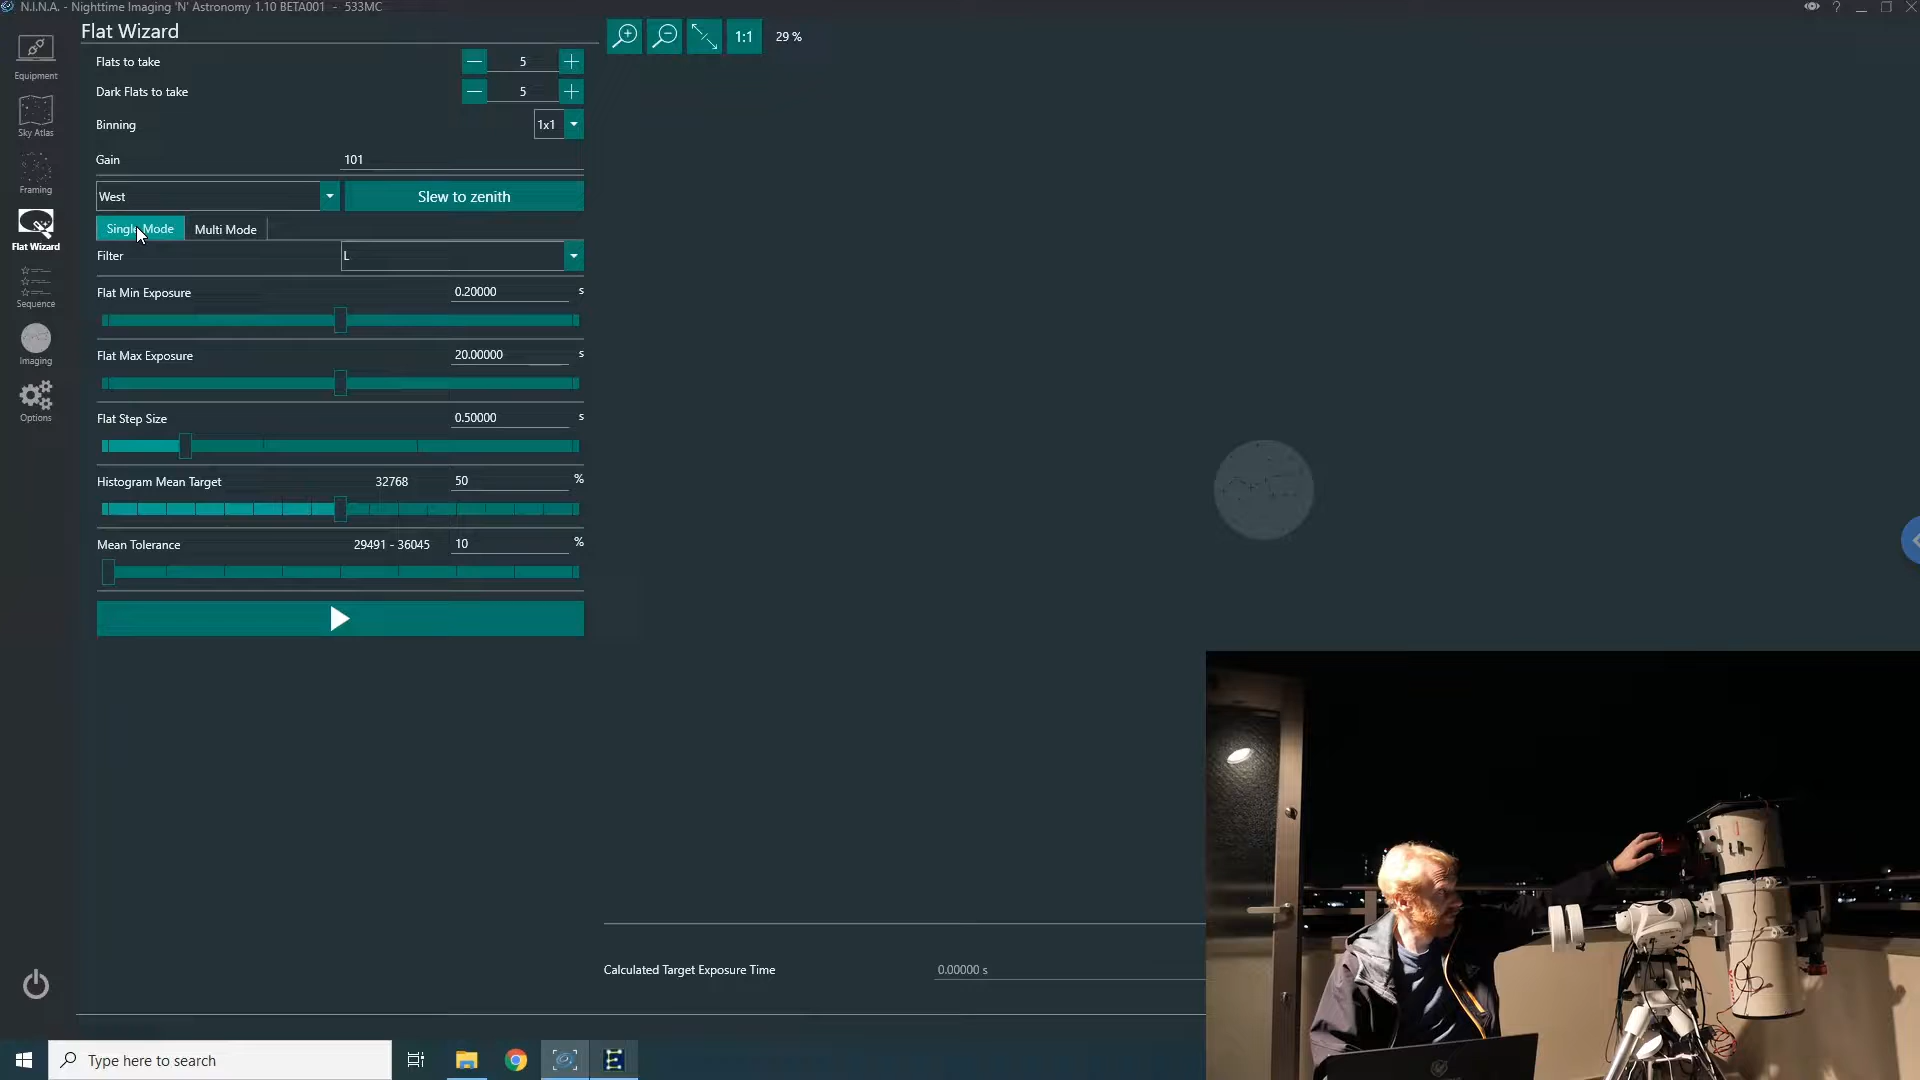 N.I.N.A. - Nighttime Imaging 'N' Astronomy 1.10 BETA001 - 533MC
?
Flat Wizard
1:1
29 %
Equipment
Sky Atlas
Framing
Flat Wizard
Sequence
Imaging
Options
Flats to take
5
Dark Flats to take
5
Binning
1x1
Gain
101
West
Slew to zenith
Single Mode
Multi Mode
Filter
L
Flat Min Exposure
0.20000
s
Flat Max Exposure
20.00000
s
Flat Step Size
0.50000
s
Histogram Mean Target
32768
50
%
Mean Tolerance
29491 - 36045
10
%
Calculated Target Exposure Time
0.00000 s
Type here to search